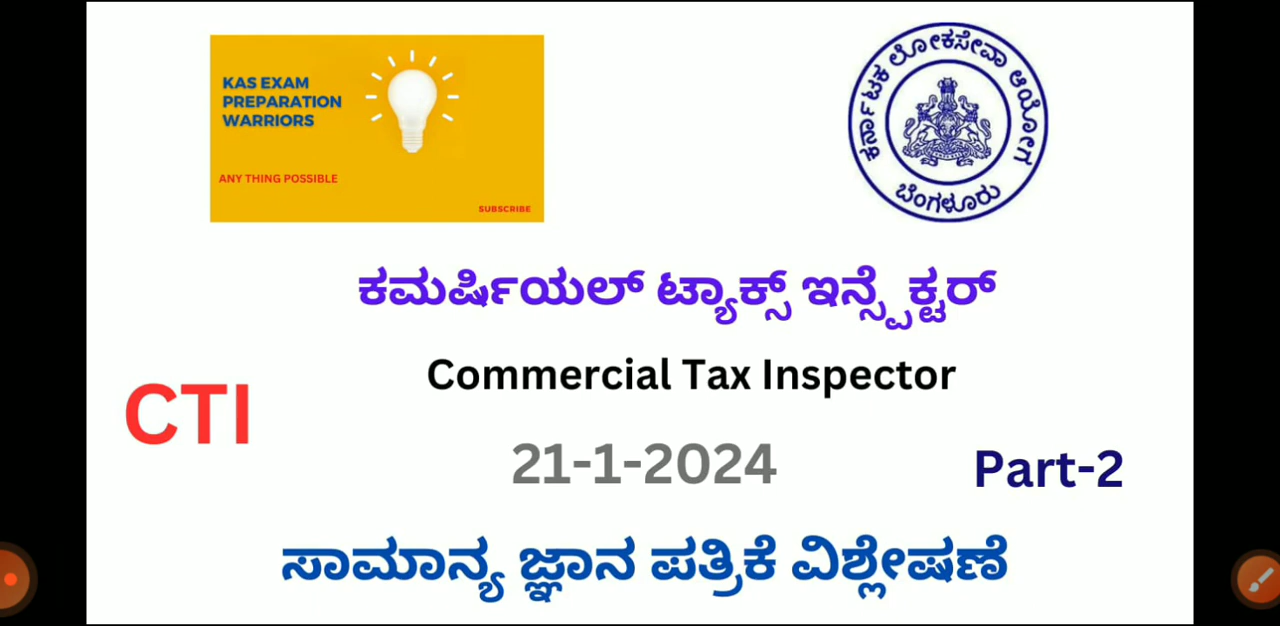 KAS EXAM
PREPARATION
WARRIORS
ANY THING POSSIBLE
SUBSCRIBE
ಕರ್ನಾಟಕ ಲೋಕಸೇವಾ ಆಯೋಗ
ಬೆಂಗಳೂರು
ಕಮರ್ಷಿಯಲ್ ಟ್ಯಾಕ್ಸ್ ಇನ್ಸ್ಪೆಕ್ಟರ್
Commercial Tax Inspector
CTI
21-1-2024
Part-2
ಸಾಮಾನ್ಯ ಜ್ಞಾನ ಪತ್ರಿಕೆ ವಿಶ್ಲೇಷಣೆ